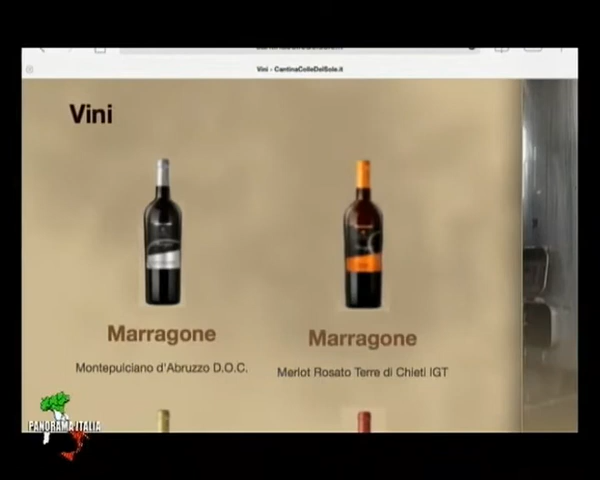 Vini - CantinaColleDelSole.it
Vini
Marragone
Marragone
Montepulciano d'Abruzzo D.O.C.
Merlot Rosato Terre di Chieti IGT
PANORAMA ITALIA